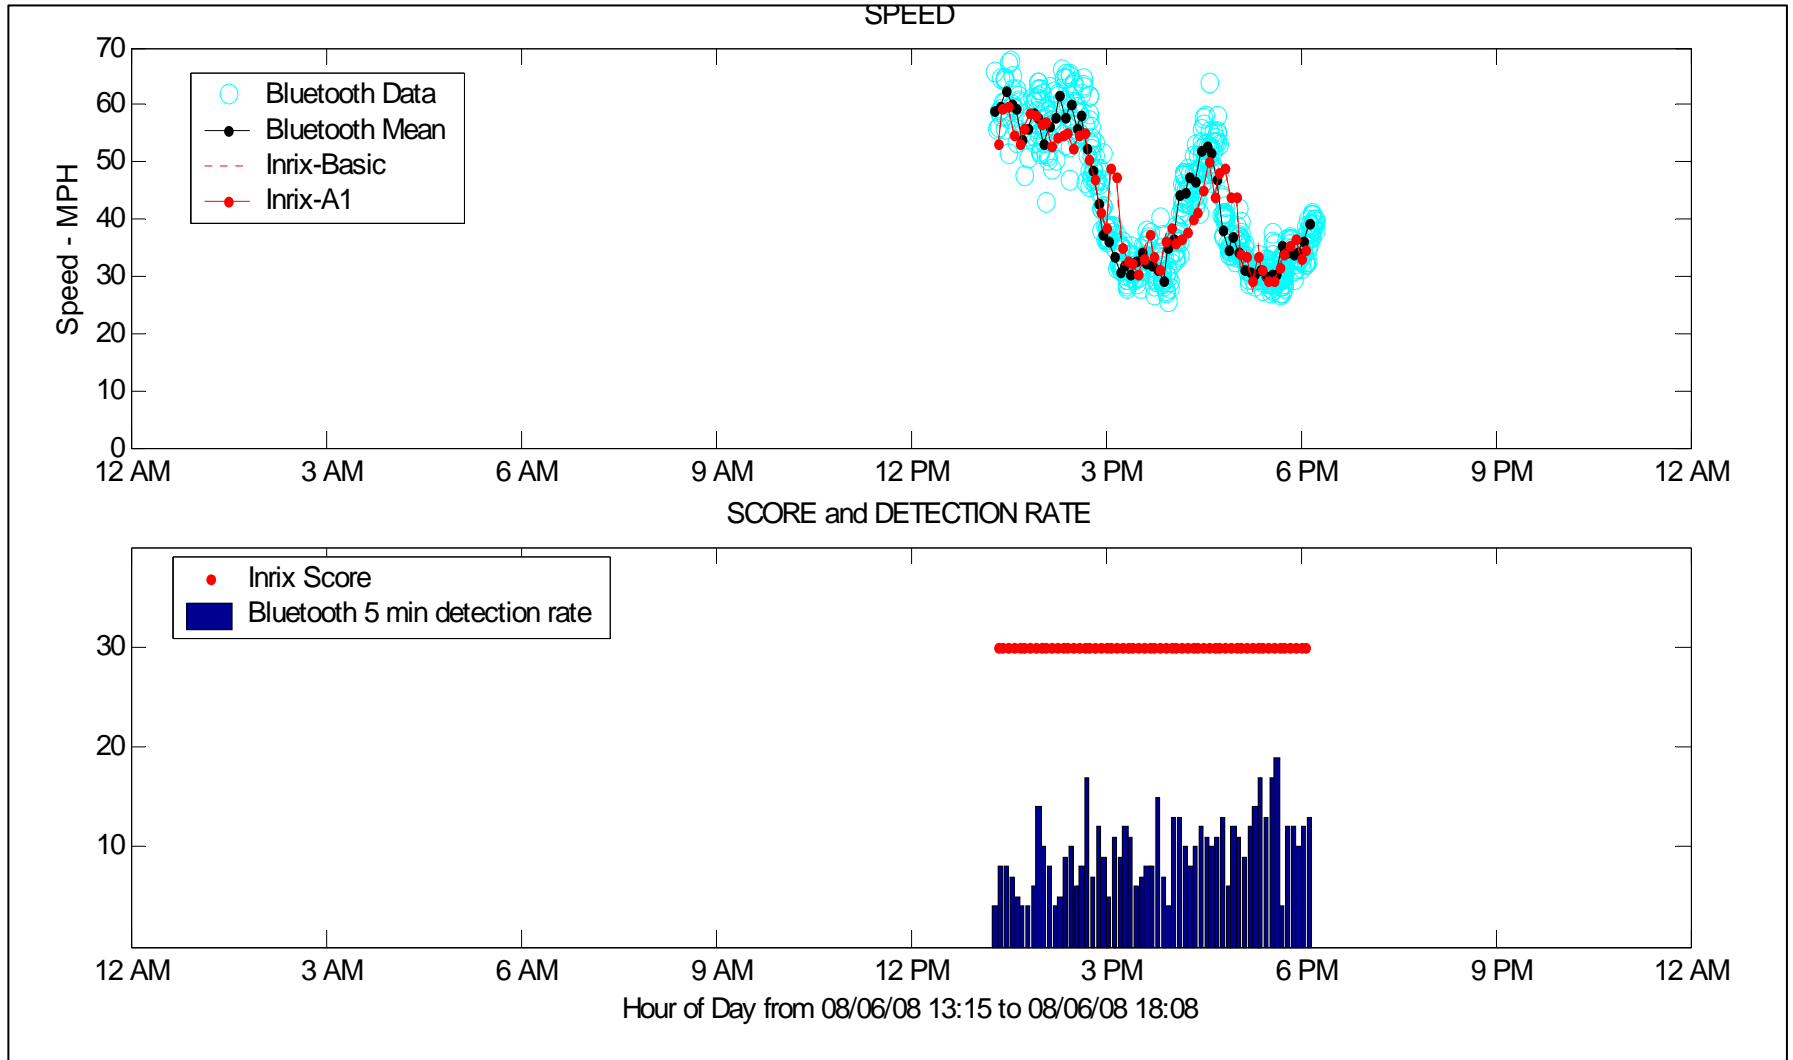 SPEED
70
60
50
40
30
20
10
0
Speed - MPH
Bluetooth Data
Bluetooth Mean
Inrix-Basic
Inrix-A1
12 AM 3 AM 6 AM 9 AM 12 PM 3 PM 6 PM 9 PM 12 AM
SCORE and DETECTION RATE
Inrix Score
Bluetooth 5 min detection rate
30
20
10
12 AM 3 AM 6 AM 9 AM 12 PM 3 PM 6 PM 9 PM 12 AM
Hour of Day from 08/06/08 13:15 to 08/06/08 18:08